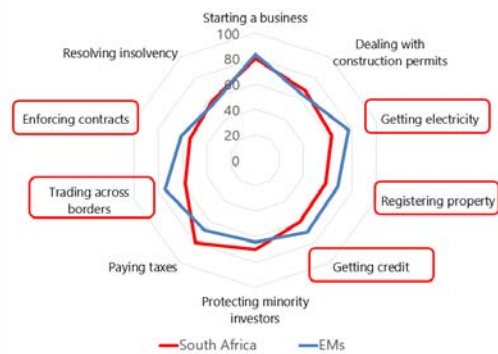 Starting a business
100
80
60
40
20
0
Dealing with
construction permits
Getting electricity
Registering property
Getting credit
Protecting minority
investors
Paying taxes
Trading across
borders
Enforcing contracts
Resolving insolvency
South Africa
EMs